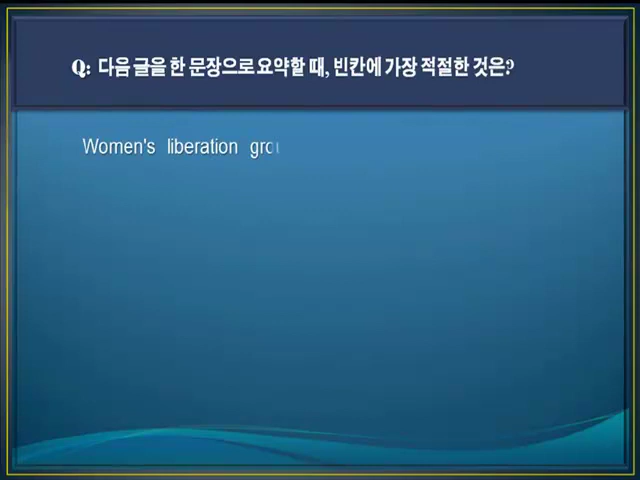 Q: 다음 글을 한 문장으로 요약할 때, 빈칸에 가장 적절한 것은?
Women's liberation